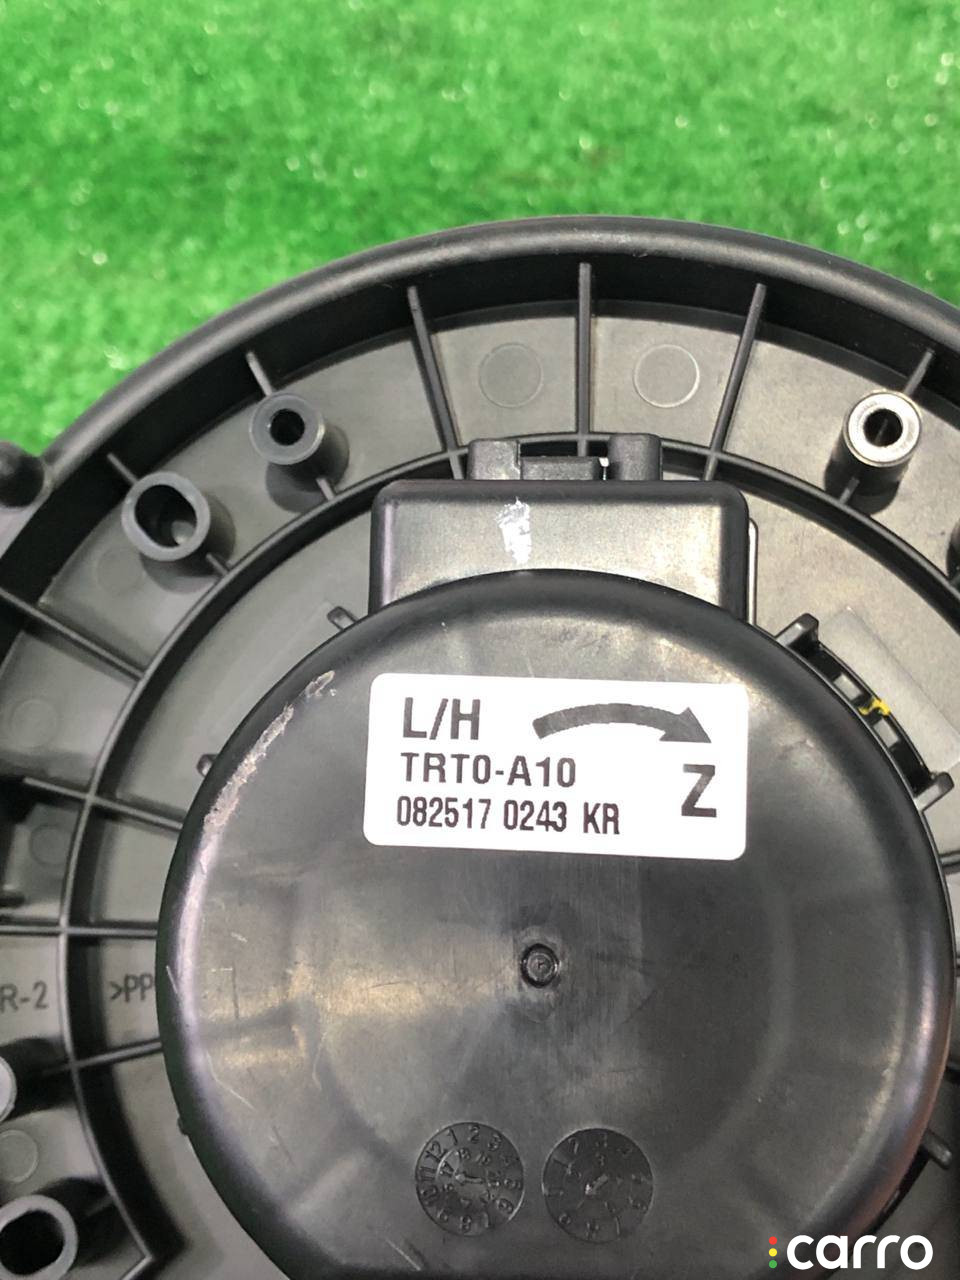 L/H
TRT0-A10
Z
082517 0243 KR
R-2
>PP
carro